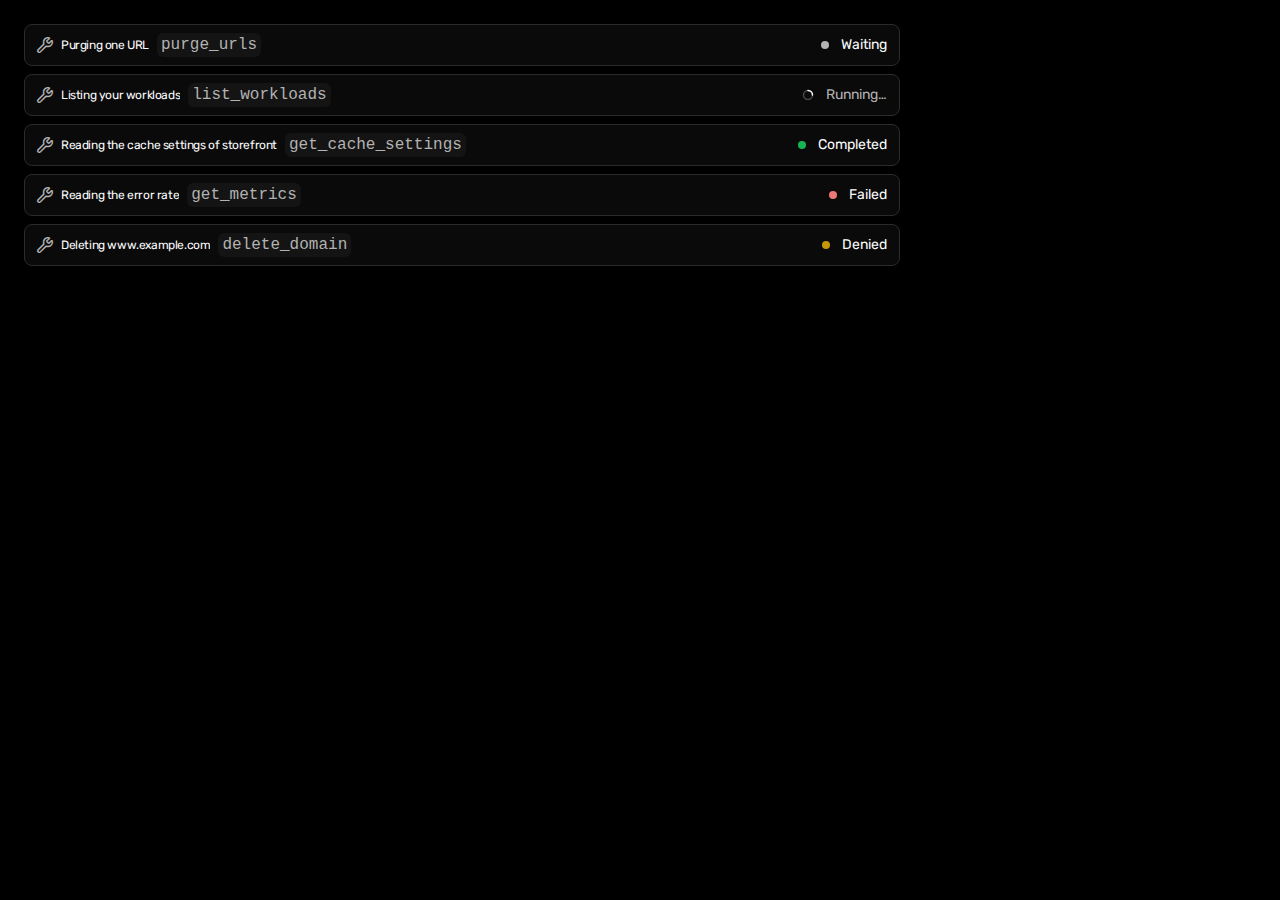 Purging one URL purge_urls Waiting
Listing your workloads list_workloads Running…
Reading the cache settings of storefront get_cache_settings Completed
Reading the error rate get_metrics Failed
Deleting www.example.com delete_domain Denied